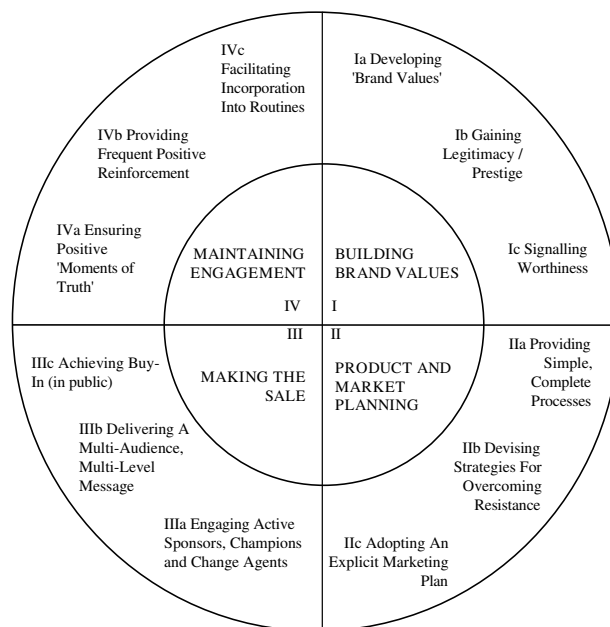 IVc
Facilitating
Incorporation
Into Routines
Ia Developing
'Brand Values'
IVb Providing
Frequent Positive
Reinforcement
Ib Gaining
Legitimacy /
Prestige
IVa Ensuring
Positive
'Moments of
Truth'
MAINTAINING
ENGAGEMENT
BUILDING
BRAND VALUES
Ic Signalling
Worthiness
IV
I
III
II
IIIc Achieving Buy-
In (in public)
MAKING THE
SALE
PRODUCT AND
MARKET
PLANNING
IIa Providing
Simple,
Complete
Processes
IIIb Delivering A
Multi-Audience,
Multi-Level
Message
IIb Devising
Strategies For
Overcoming
Resistance
IIIa Engaging Active
Sponsors, Champions
and Change Agents
IIc Adopting An
Explicit Marketing
Plan